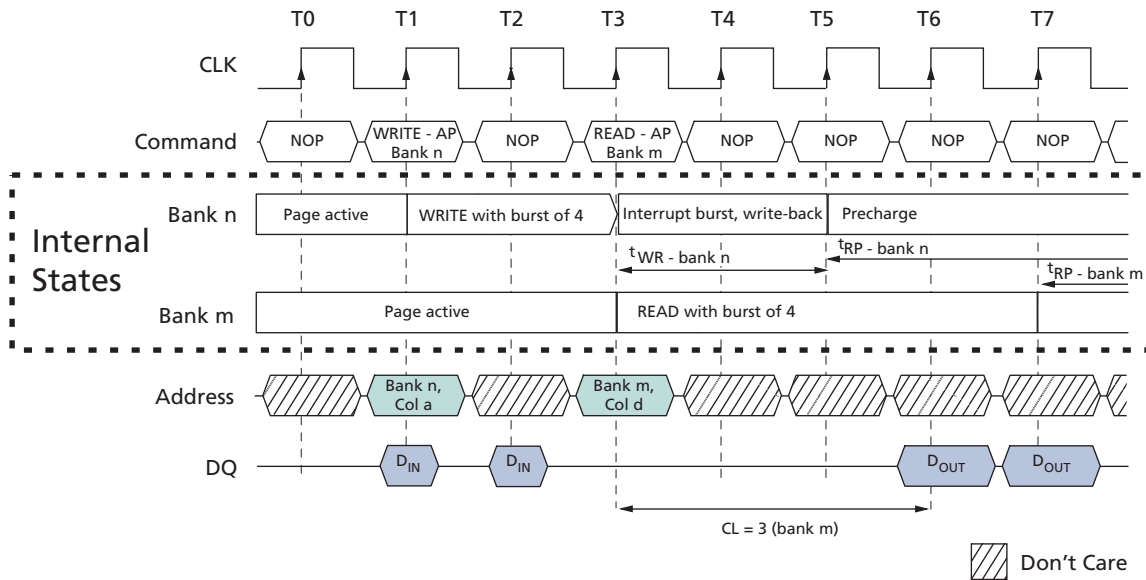 T0 T1 T2 T3 T4 T5 T6 T7
CLK
Command NOP WRITE - AP Bank n NOP READ - AP Bank m NOP NOP NOP NOP
Internal States
Bank n Page active WRITE with burst of 4 Interrupt burst, write-back Precharge
tWR - bank n tRP - bank n
tRP - bank m
Bank m Page active READ with burst of 4
Address Bank n, Col a Bank m, Col d
DQ DIN DIN DOUT DOUT
CL = 3 (bank m)
Don't Care